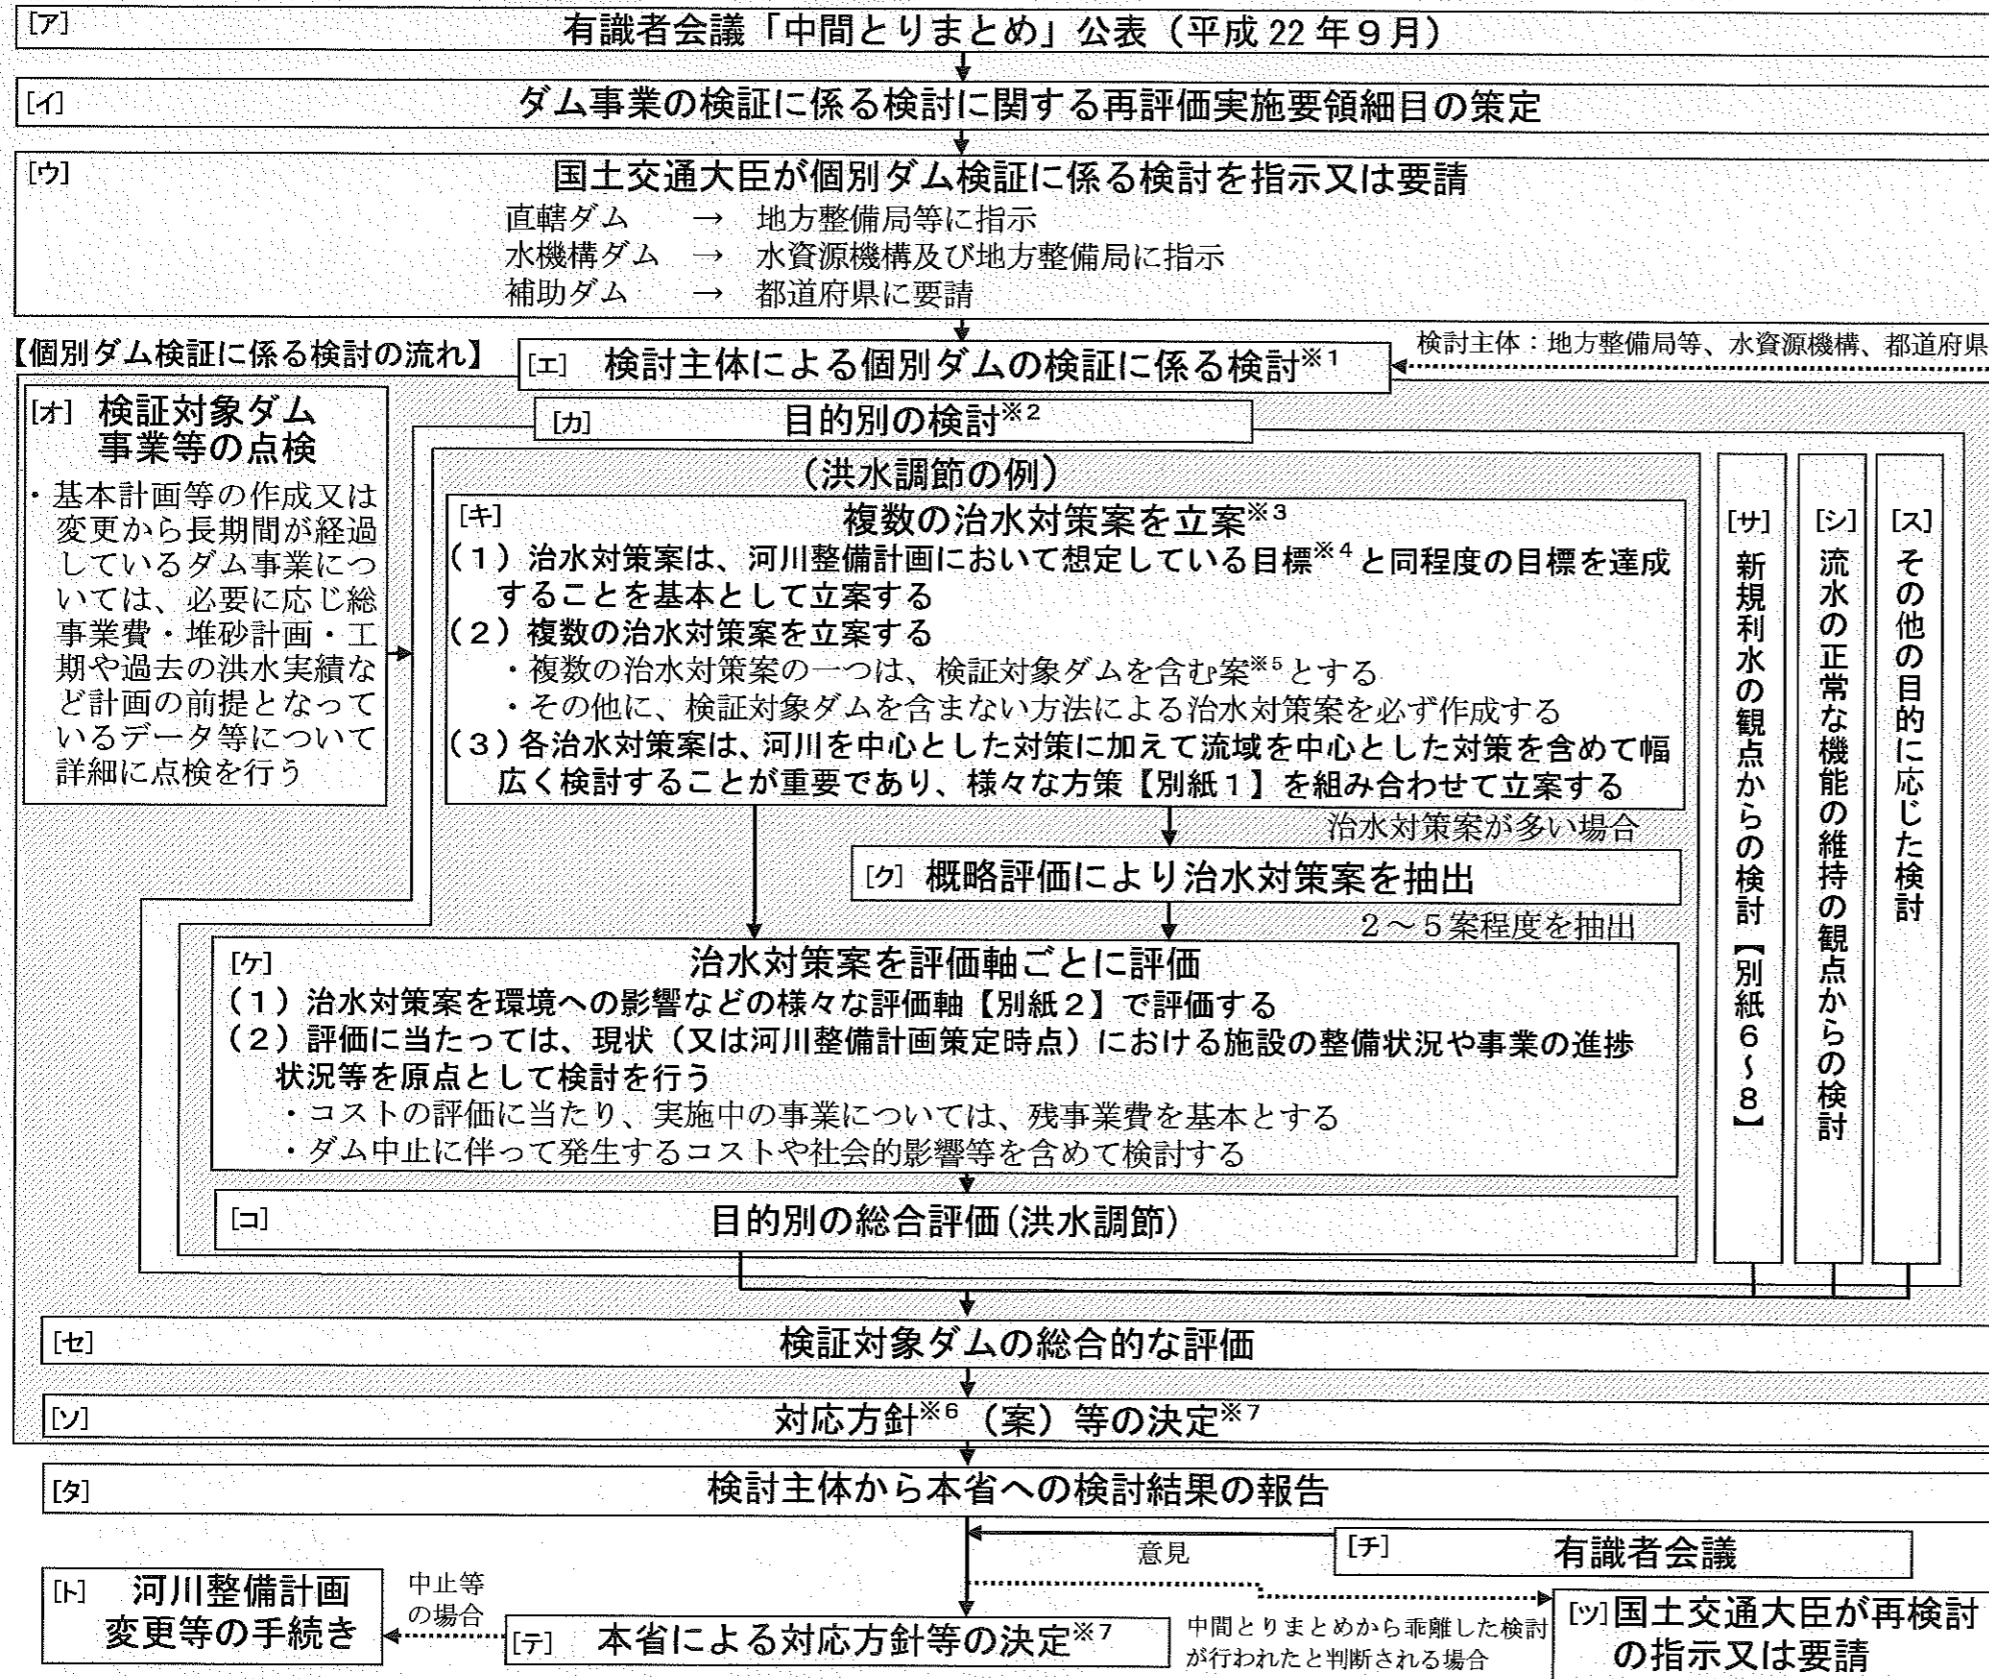 [ア] 有識者会議「中間とりまとめ」公表（平成22年9月）
[イ] ダム事業の検証に係る検討に関する再評価実施要領細目の策定
[ウ] 国土交通大臣が個別ダム検証に係る検討を指示又は要請
直轄ダム → 地方整備局等に指示
水機構ダム → 水資源機構及び地方整備局に指示
補助ダム → 都道府県に要請
【個別ダム検証に係る検討の流れ】
[エ] 検討主体による個別ダムの検証に係る検討※1
検討主体：地方整備局等、水資源機構、都道府県
[オ] 検証対象ダム
事業等の点検
・基本計画等の作成又は
変更から長期間が経過
しているダム事業につ
いては、必要に応じ総
事業費・堆砂計画・工
期や過去の洪水実績な
ど計画の前提となって
いるデータ等について
詳細に点検を行う
[カ] 目的別の検討※2
（洪水調節の例）
[キ] 複数の治水対策案を立案※3
（1）治水対策案は、河川整備計画において想定している目標※4と同程度の目標を達成
することを基本として立案する
（2）複数の治水対策案を立案する
・複数の治水対策案の一つは、検証対象ダムを含む案※5とする
・その他に、検証対象ダムを含まない方法による治水対策案を必ず作成する
（3）各治水対策案は、河川を中心とした対策に加えて流域を中心とした対策を含めて幅
広く検討することが重要であり、様々な方策【別紙1】を組み合わせて立案する
治水対策案が多い場合
[ク] 概略評価により治水対策案を抽出
2～5案程度を抽出
[ケ] 治水対策案を評価軸ごとに評価
（1）治水対策案を環境への影響などの様々な評価軸【別紙2】で評価する
（2）評価に当たっては、現状（又は河川整備計画策定時点）における施設の整備状況や事業の進捗
状況等を原点として検討を行う
・コストの評価に当たり、実施中の事業については、残事業費を基本とする
・ダム中止に伴って発生するコストや社会的影響等を含めて検討する
[コ] 目的別の総合評価(洪水調節)
[サ] 新規利水の観点からの検討【別紙6～8】
[シ] 流水の正常な機能の維持の観点からの検討
[ス] その他の目的に応じた検討
[セ] 検証対象ダムの総合的な評価
[ソ] 対応方針※6（案）等の決定※7
[タ] 検討主体から本省への検討結果の報告
意見
[チ] 有識者会議
[ト] 河川整備計画
変更等の手続き
中止等
の場合
[テ] 本省による対応方針等の決定※7
中間とりまとめから乖離した検討
が行われたと判断される場合
[ツ] 国土交通大臣が再検討
の指示又は要請